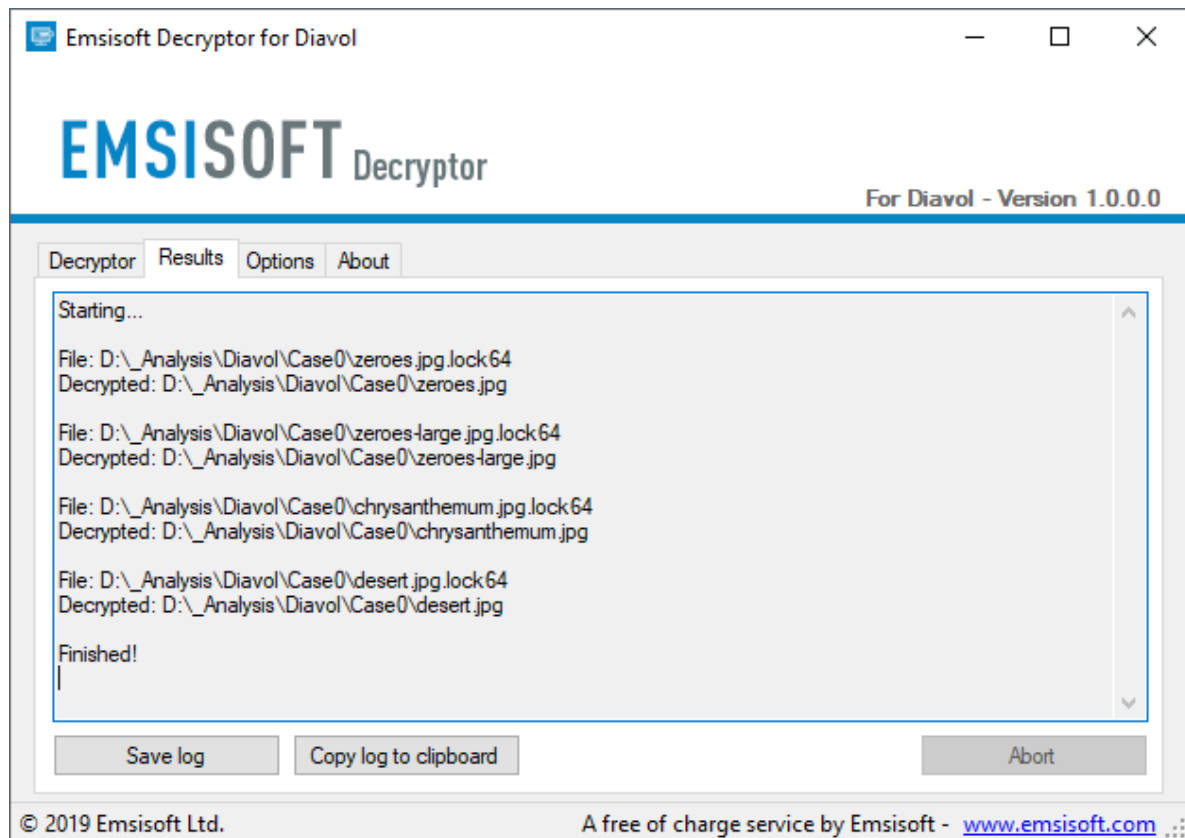 Emsisoft Decryptor for Diavol
EMSISOFT Decryptor
For Diavol - Version 1.0.0.0
Decryptor Results Options About
Starting...
File: D:\_Analysis\Diavol\Case0\zeroes.jpg.lock64
Decrypted: D:\_Analysis\Diavol\Case0\zeroes.jpg
File: D:\_Analysis\Diavol\Case0\zeroes-large.jpg.lock64
Decrypted: D:\_Analysis\Diavol\Case0\zeroes-large.jpg
File: D:\_Analysis\Diavol\Case0\chrysanthemum.jpg.lock64
Decrypted: D:\_Analysis\Diavol\Case0\chrysanthemum.jpg
File: D:\_Analysis\Diavol\Case0\desert.jpg.lock64
Decrypted: D:\_Analysis\Diavol\Case0\desert.jpg
Finished!
Save log Copy log to clipboard Abort
© 2019 Emsisoft Ltd. A free of charge service by Emsisoft - www.emsisoft.com